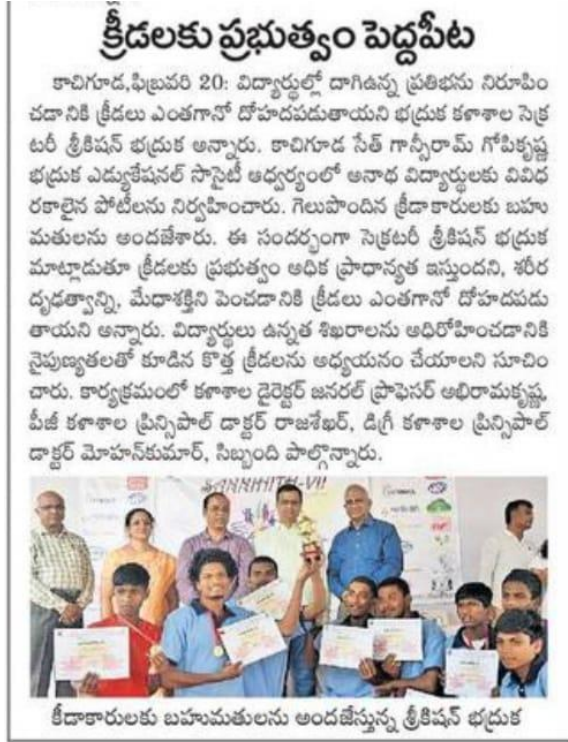 క్రీడలకు ప్రభుత్వం పెద్దపీట
కాచిగూడ,ఫిబ్రవరి 20: విద్యార్థుల్లో దాగిఉన్న ప్రతిభను నిరూపిం
చడానికి క్రీడలు ఎంతగానో దోహదపడుతాయని భద్రుక కళాశాల సెక్ర
టరీ శ్రీకిషన్ భద్రుక అన్నారు. కాచిగూడ సేత్ గాన్సీరామ్ గోపికృష్ణ
భద్రుక ఎడ్యుకేషనల్ సొసైటీ ఆధ్వర్యంలో అనాథ విద్యార్థులకు వివిధ
రకాలైన పోటీలను నిర్వహించారు. గెలుపొందిన క్రీడాకారులకు బహు
మతులను అందజేశారు. ఈ సందర్భంగా సెక్రటరీ శ్రీకిషన్ భద్రుక
మాట్లాడుతూ క్రీడలకు ప్రభుత్వం అధిక ప్రాధాన్యత ఇస్తుందని, శరీర
దృఢత్వాన్ని, మేధాశక్తిని పెంచడానికి క్రీడలు ఎంతగానో దోహదపడు
తాయని అన్నారు. విద్యార్థులు ఉన్నత శిఖరాలను అధిరోహించడానికి
నైపుణ్యతలతో కూడిన కొత్త క్రీడలను అధ్యయనం చేయాలని సూచిం
చారు. కార్యక్రమంలో కళాశాల డైరెక్టర్ జనరల్ ప్రొఫెసర్ అభిరామకృష్ణ,
పీజీ కళాశాల ప్రిన్సిపాల్ డాక్టర్ రాజశేఖర్, డిగ్రీ కళాశాల ప్రిన్సిపాల్
డాక్టర్ మోహన్‌కుమార్, సిబ్బంది పాల్గొన్నారు.
SANNIHITH-VII
కీడాకారులకు బహుమతులను అందజేస్తున్న శ్రీకిషన్ భద్రుక